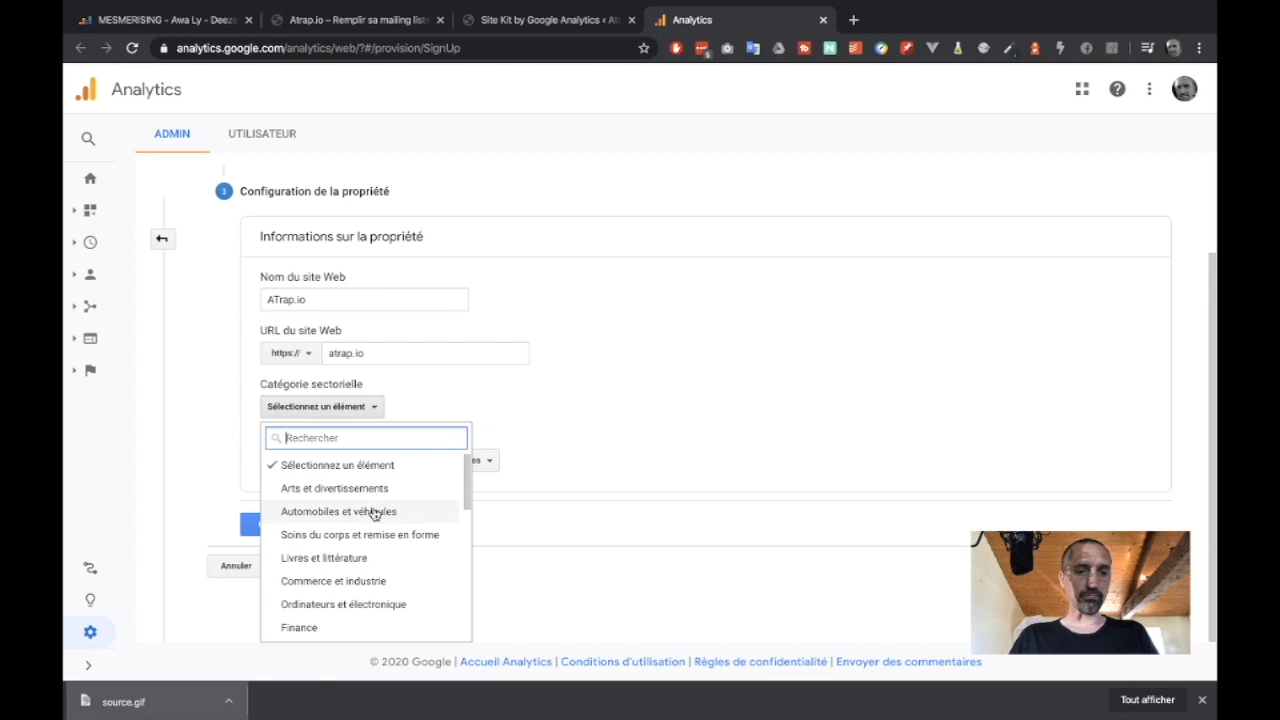 MESMERISING - Awa Ly - Deeze
Atrap.io – Remplir sa mailing liste
Site Kit by Google Analytics ‹ At
Analytics
analytics.google.com/analytics/web/?#/provision/SignUp
Analytics
ADMIN
UTILISATEUR
3 Configuration de la propriété
Informations sur la propriété
Nom du site Web
ATrap.io
URL du site Web
https://
atrap.io
Catégorie sectorielle
Sélectionnez un élément
Rechercher
es
Sélectionnez un élément
Arts et divertissements
Automobiles et véhicules
Soins du corps et remise en forme
Livres et littérature
Annuler
Commerce et industrie
Ordinateurs et électronique
Finance
© 2020 Google | Accueil Analytics | Conditions d'utilisation | Règles de confidentialité | Envoyer des commentaires
source.gif
Tout afficher